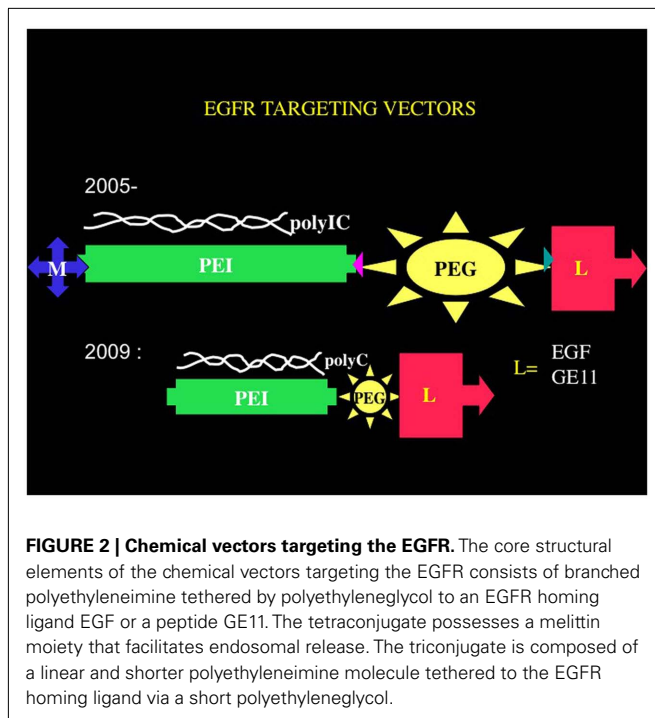 EGFR TARGETING VECTORS
2005-
polyIC
M
PEI
PEG
L
2009 :
polyC
PEI
PEG
L
L=
EGF
GE11
FIGURE 2 | Chemical vectors targeting the EGFR. The core structural
elements of the chemical vectors targeting the EGFR consists of branched
polyethyleneimine tethered by polyethyleneglycol to an EGFR homing
ligand EGF or a peptide GE11. The tetraconjugate possesses a melittin
moiety that facilitates endosomal release. The triconjugate is composed of
a linear and shorter polyethyleneimine molecule tethered to the EGFR
homing ligand via a short polyethyleneglycol.